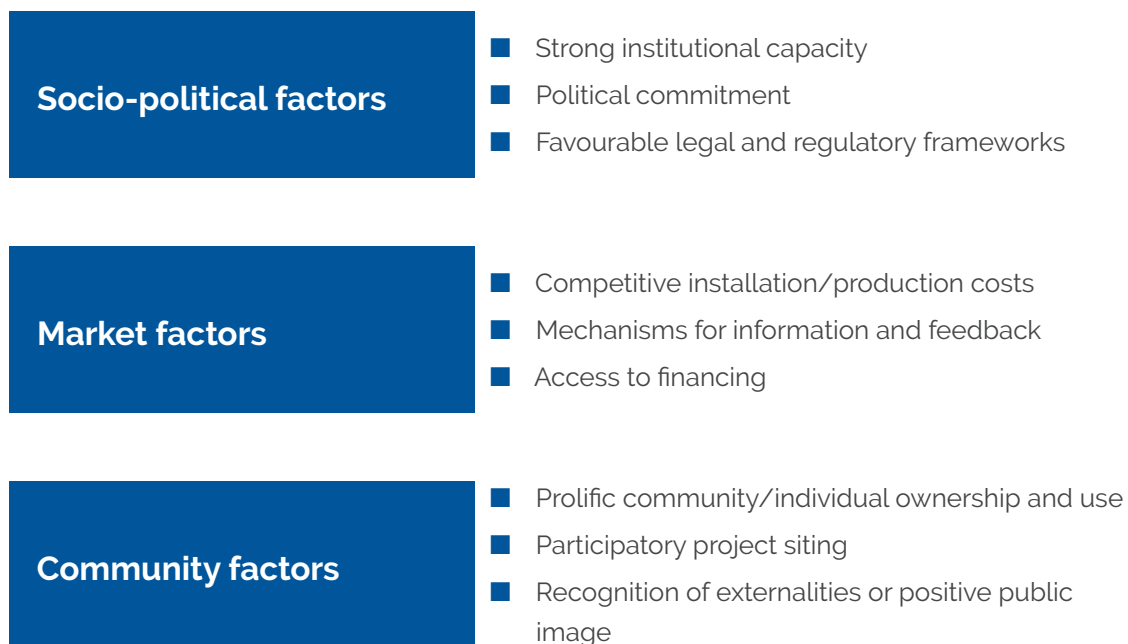 Socio-political factors
Strong institutional capacity
Political commitment
Favourable legal and regulatory frameworks
Market factors
Competitive installation/production costs
Mechanisms for information and feedback
Access to financing
Community factors
Prolific community/individual ownership and use
Participatory project siting
Recognition of externalities or positive public
image